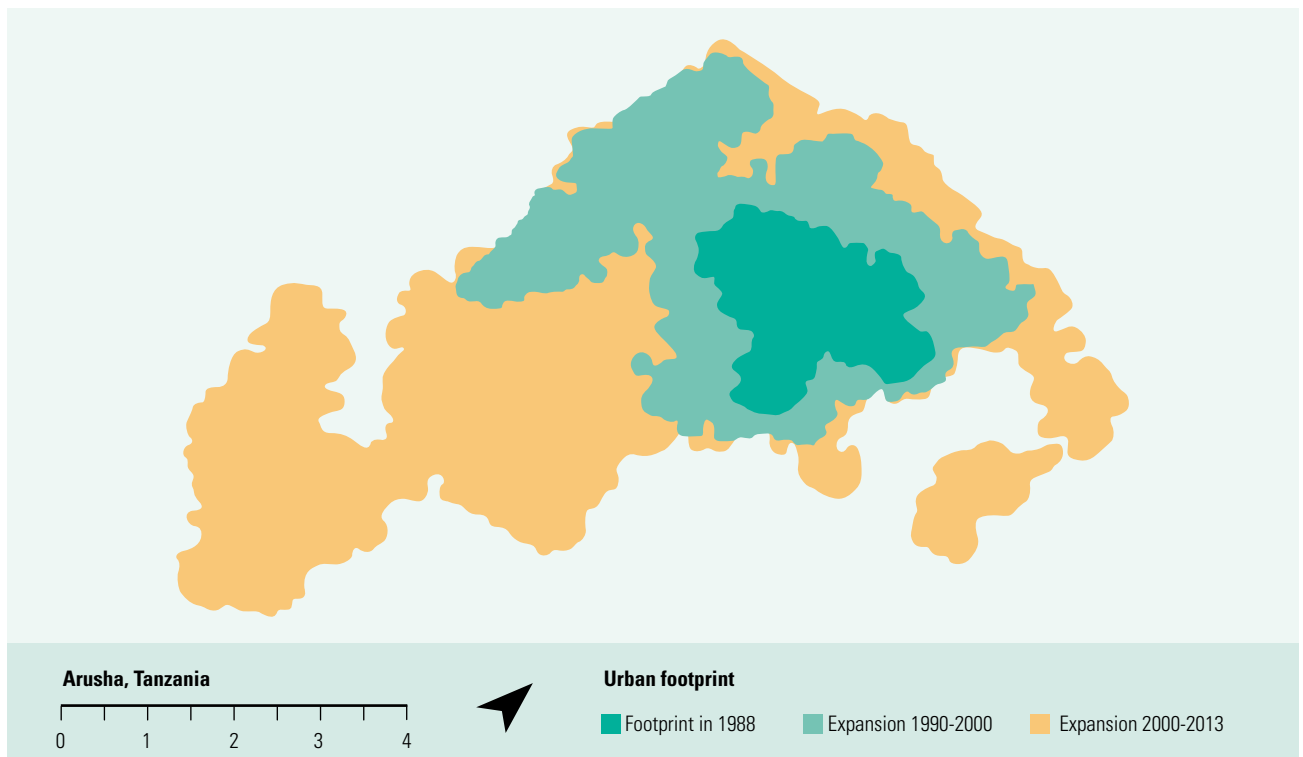 Arusha, Tanzania
0 1 2 3 4
Urban footprint
Footprint in 1988
Expansion 1990-2000
Expansion 2000-2013